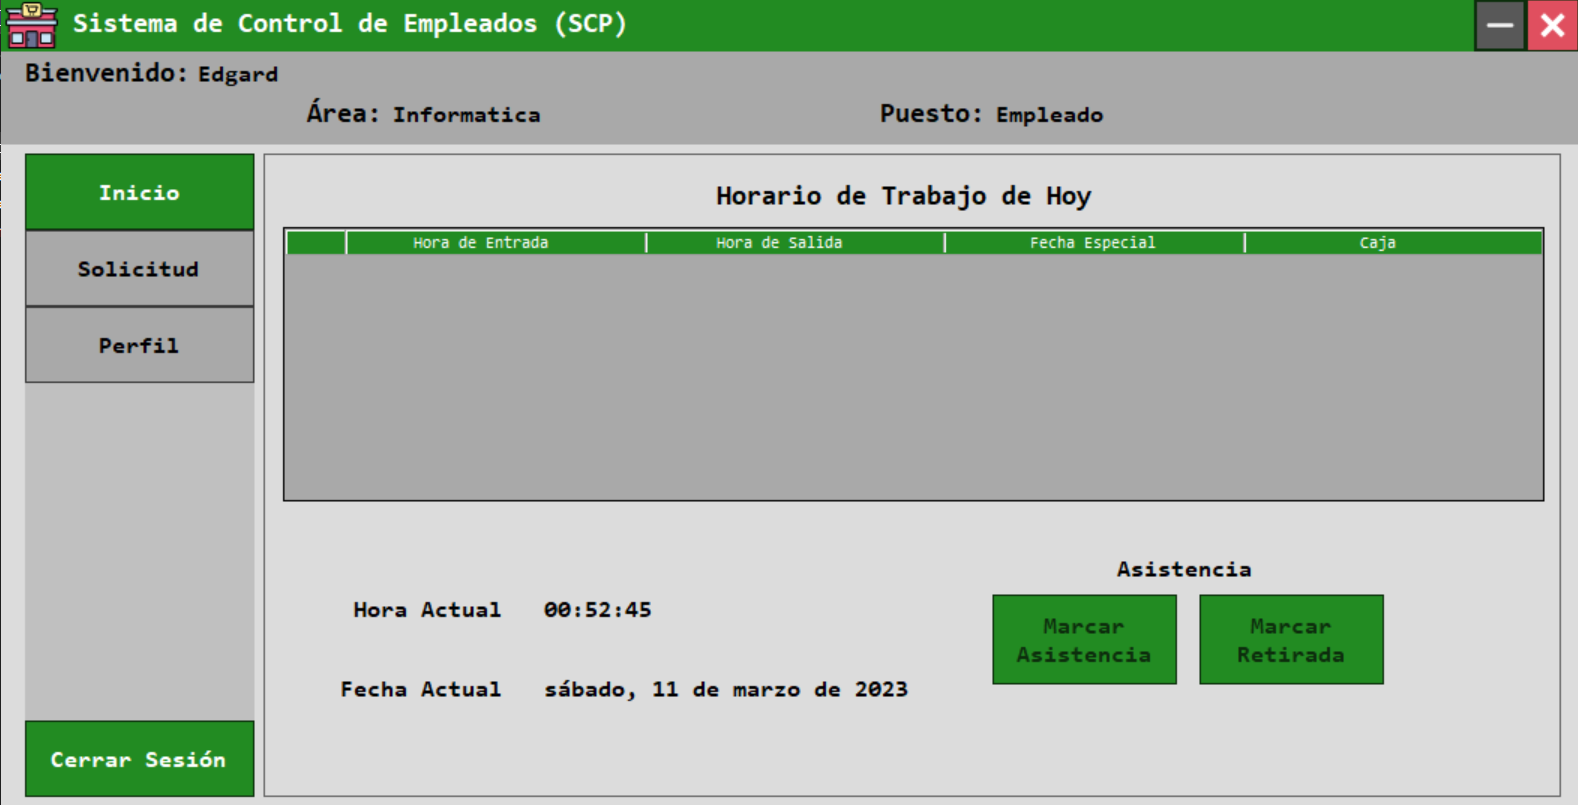 Sistema de Control de Empleados (SCP)
Bienvenido: Edgard
Área: Informatica Puesto: Empleado
Inicio
Solicitud
Perfil
Cerrar Sesión
Horario de Trabajo de Hoy
Hora de Entrada Hora de Salida Fecha Especial Caja
Hora Actual 00:52:45
Fecha Actual sábado, 11 de marzo de 2023
Asistencia
Marcar
Asistencia
Marcar
Retirada